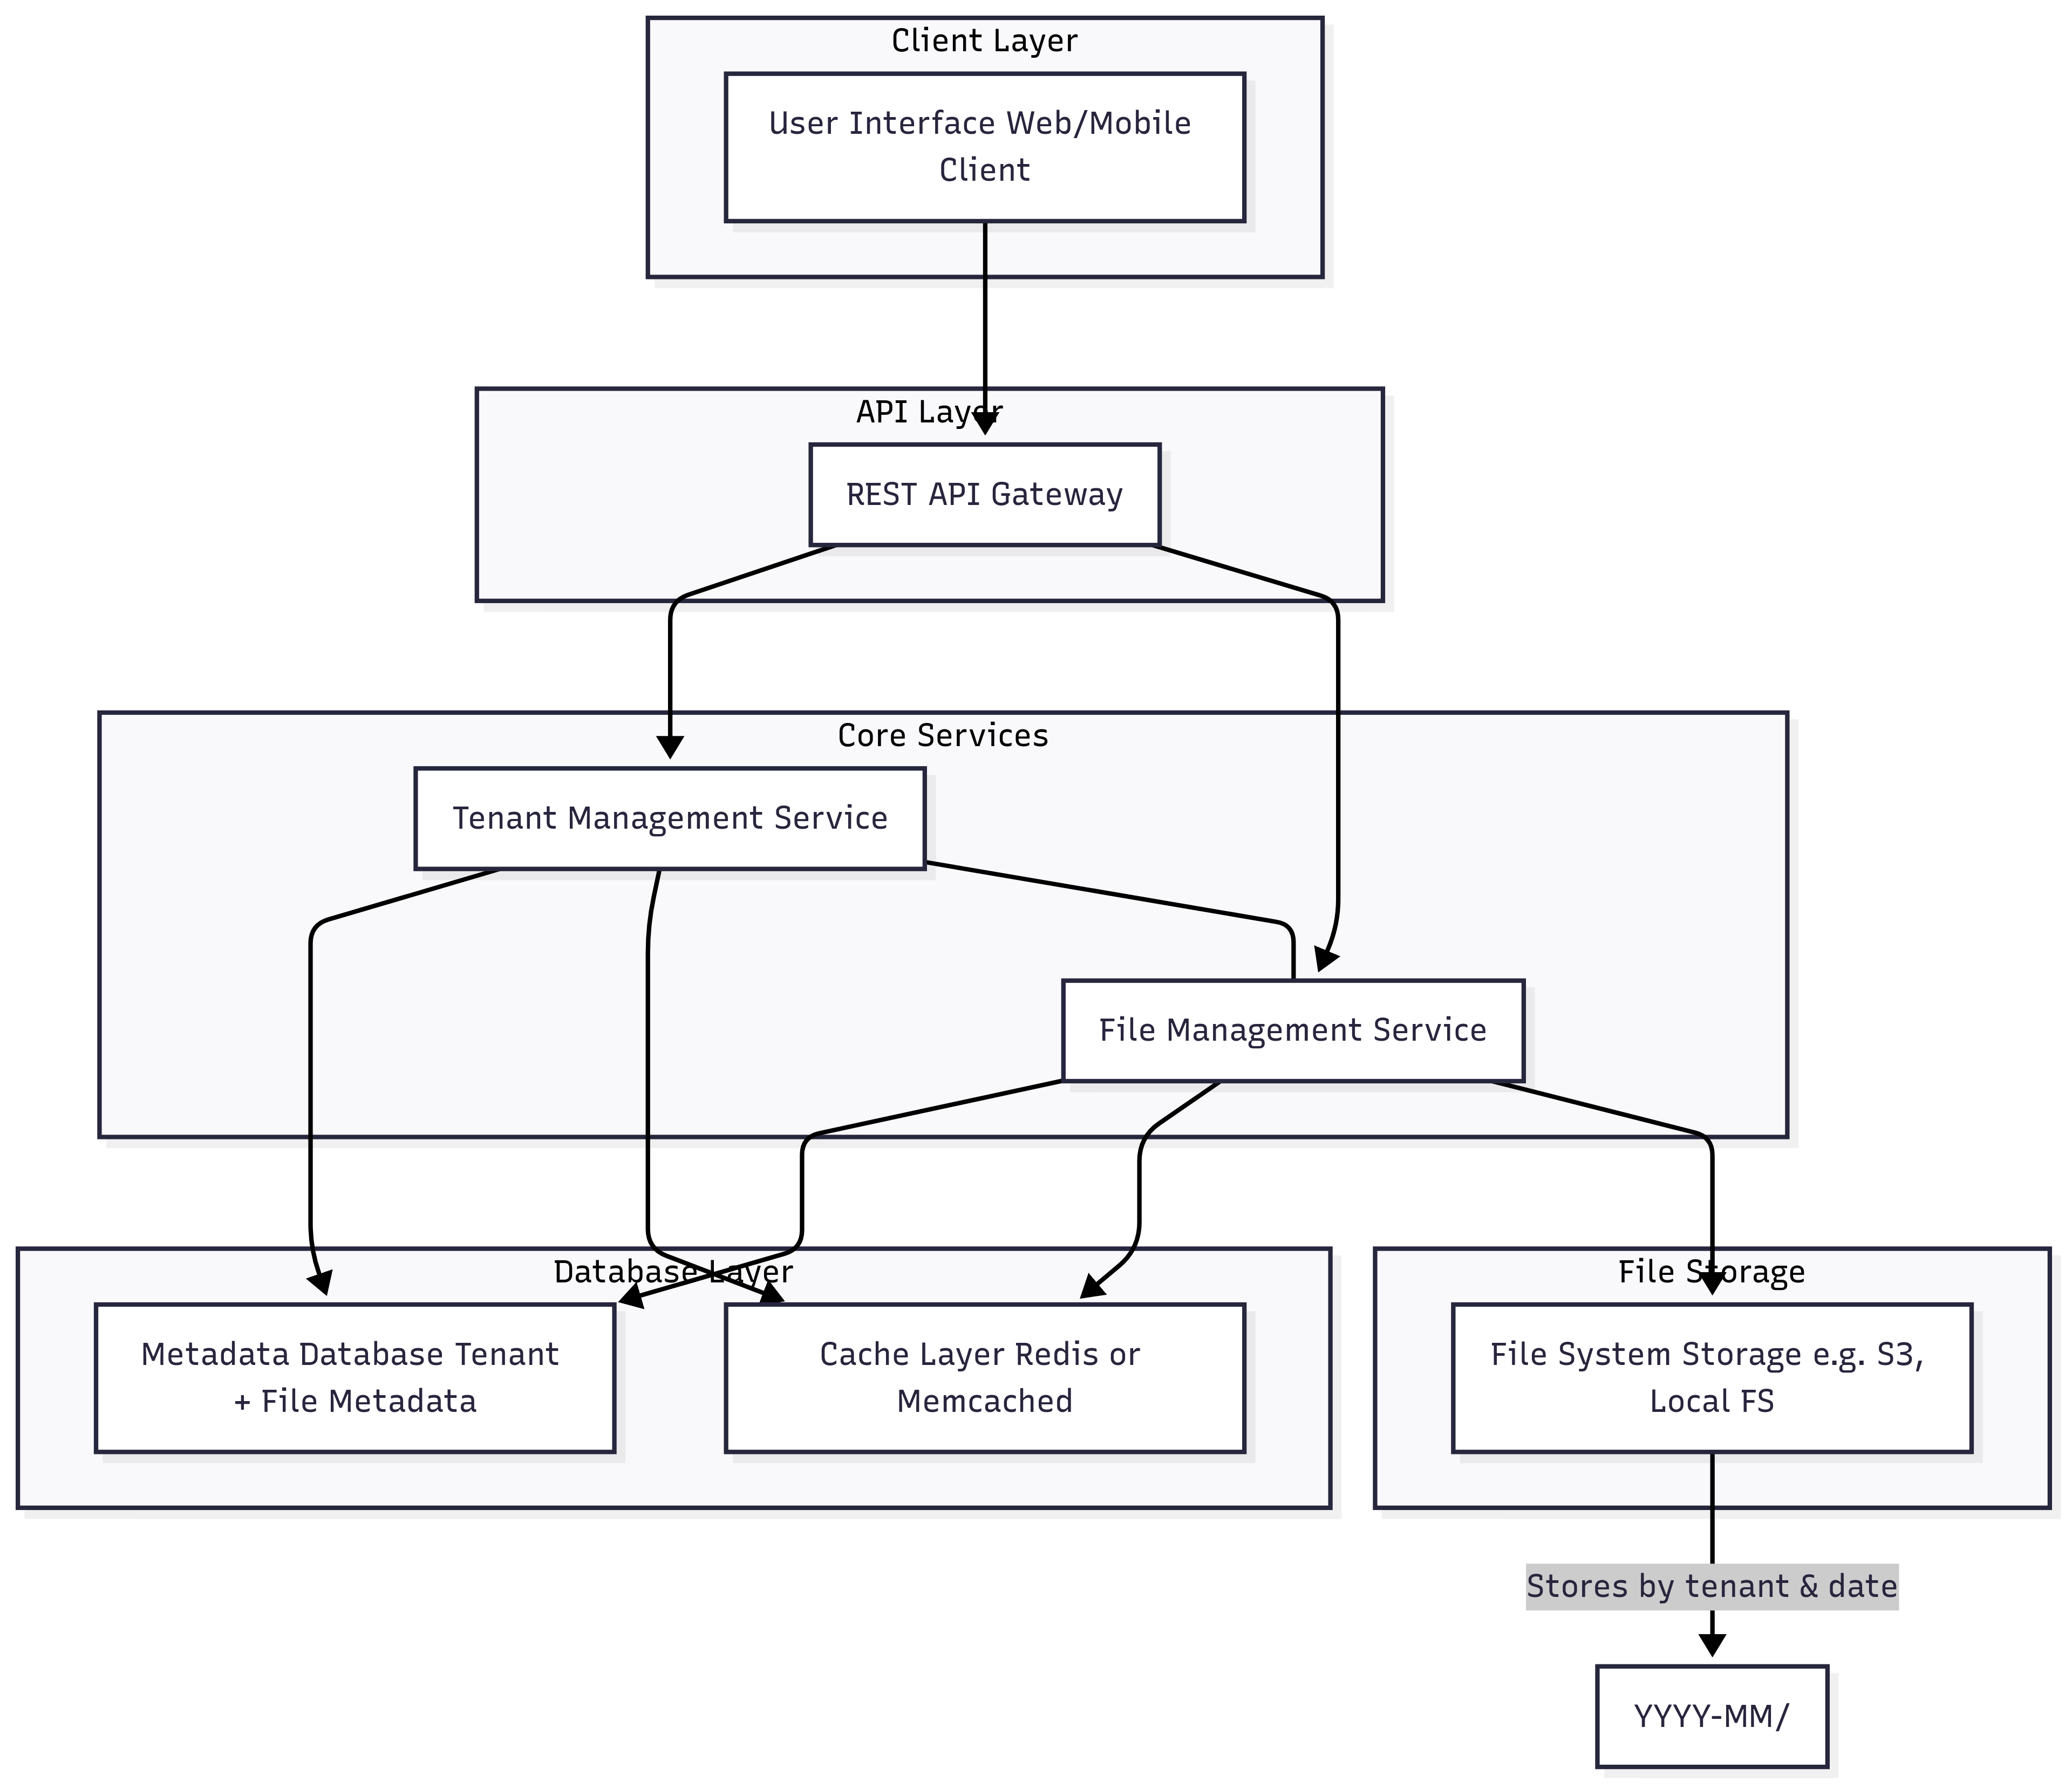 Client Layer
User Interface Web/Mobile
Client
API Layer
REST API Gateway
Core Services
Tenant Management Service
File Management Service
Database Layer
Metadata Database Tenant
+ File Metadata
Cache Layer Redis or
Memcached
File Storage
File System Storage e.g. S3,
Local FS
Stores by tenant & date
YYYY-MM/